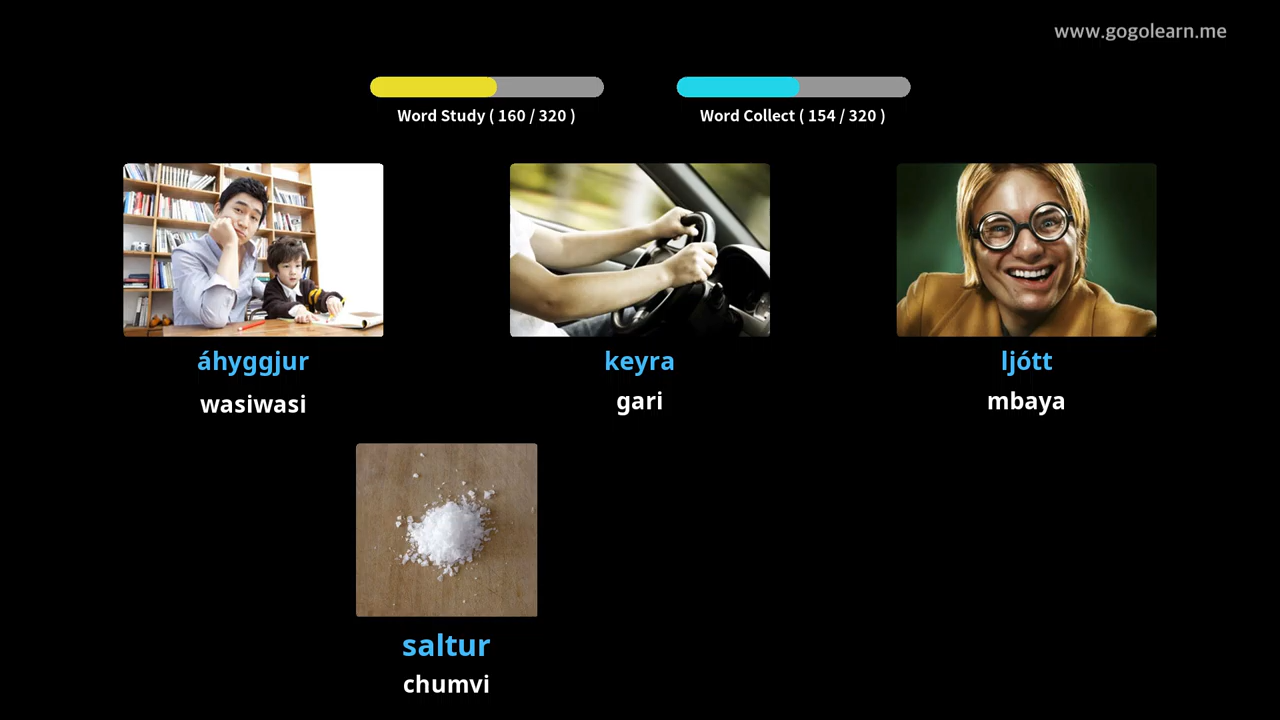 www.gogolearn.me
Word Study ( 160 / 320 )
Word Collect ( 154 / 320 )
áhyggjur
wasiwasi
keyra
gari
ljótt
mbaya
saltur
chumvi